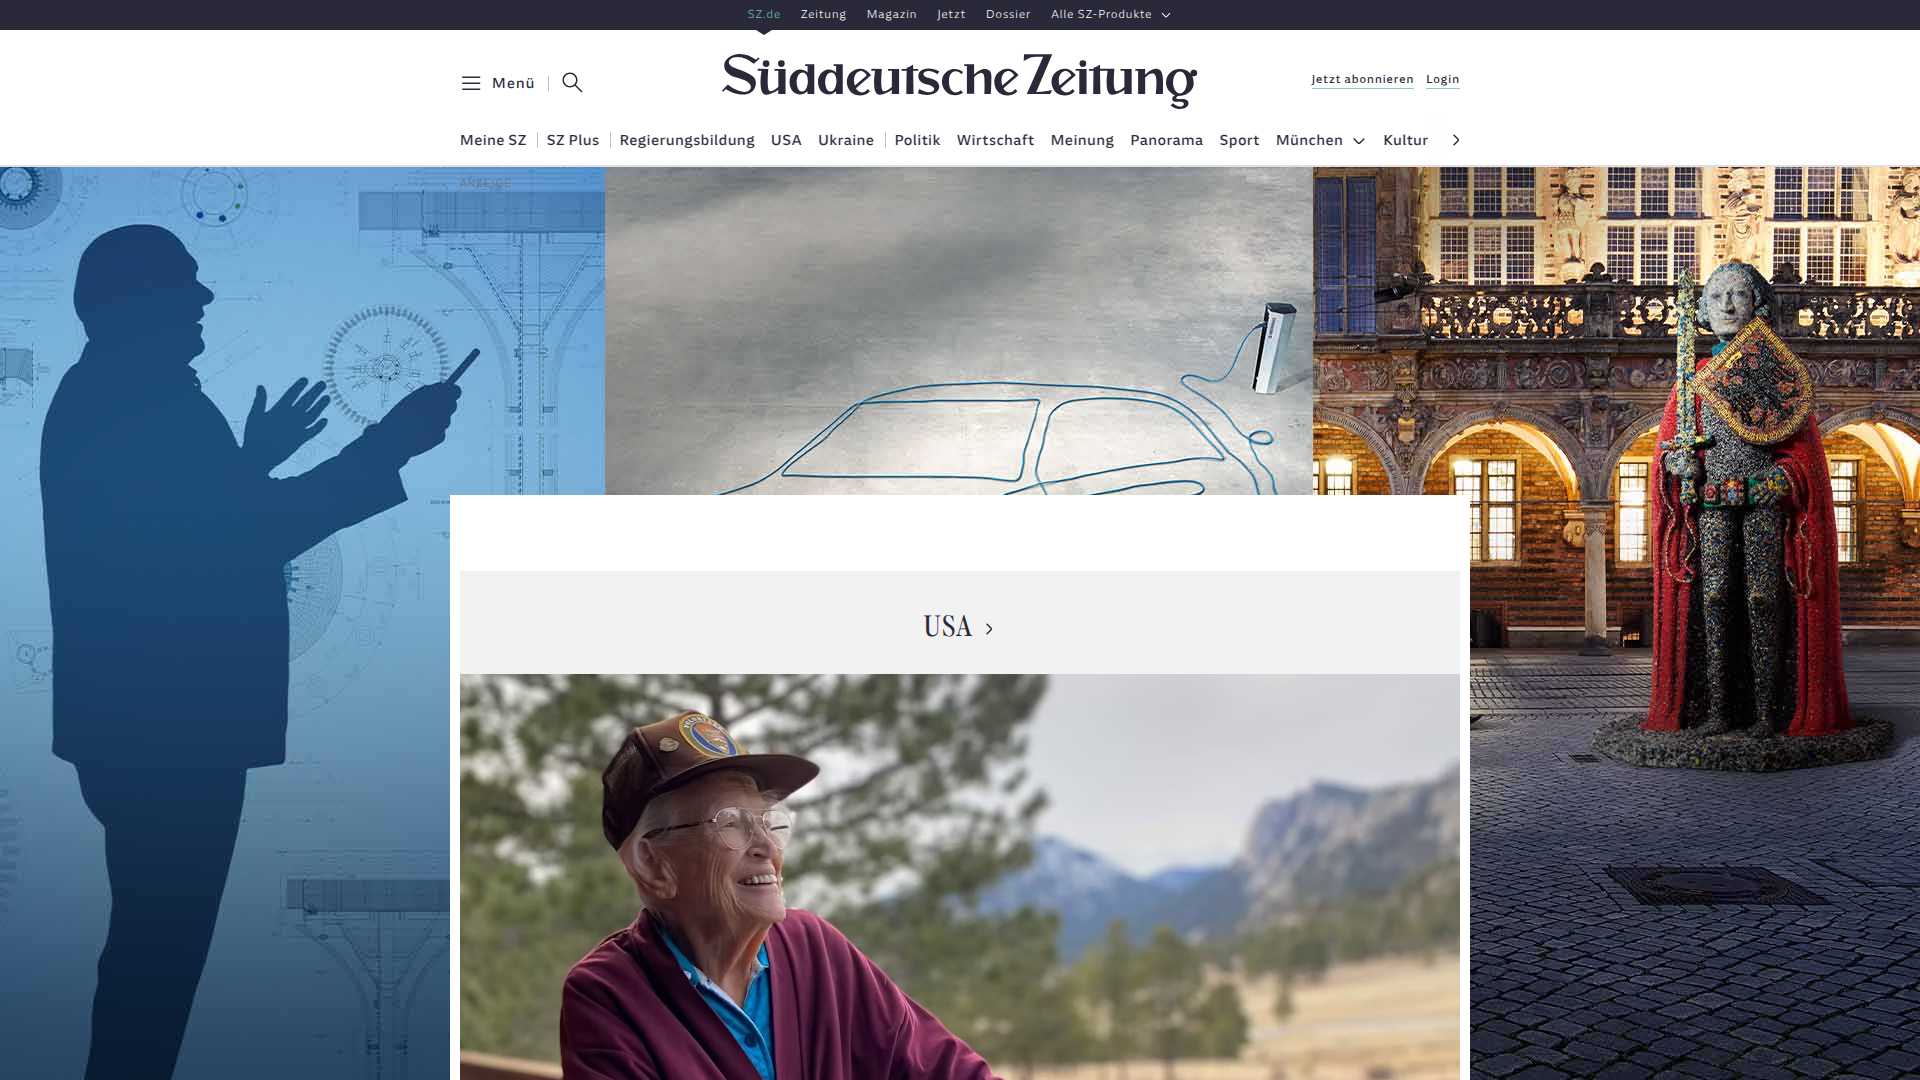 SZ.de Zeitung Magazin Jetzt Dossier Alle SZ-Produkte
Menü
Süddeutsche Zeitung
Jetzt abonnieren Login
Meine SZ SZ Plus Regierungsbildung USA Ukraine Politik Wirtschaft Meinung Panorama Sport München Kultur
ANZEIGE
USA